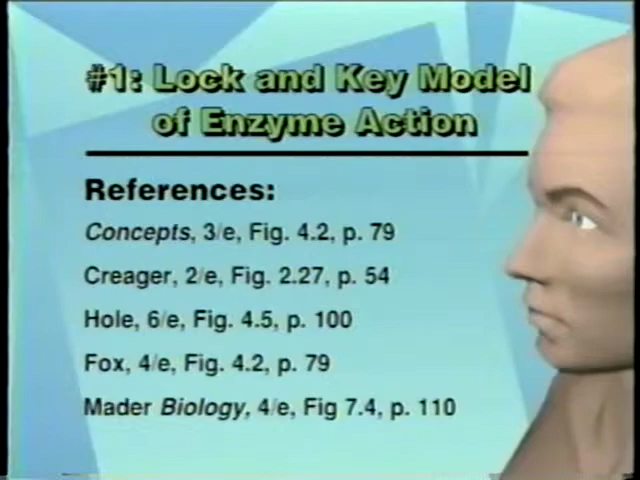 #1: Lock and Key Model
of Enzyme Action
References:
Concepts, 3/e, Fig. 4.2, p. 79
Creager, 2/e, Fig. 2.27, p. 54
Hole, 6/e, Fig. 4.5, p. 100
Fox, 4/e, Fig. 4.2, p. 79
Mader Biology, 4/e, Fig 7.4, p. 110